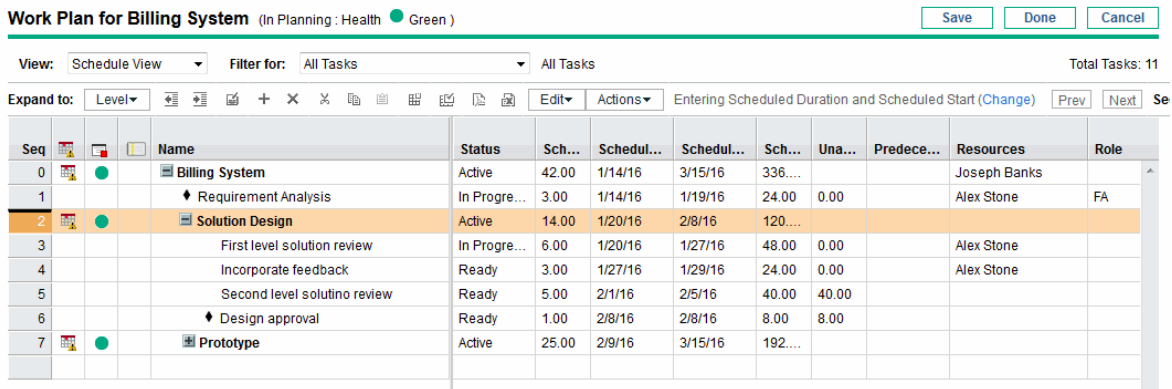 Work Plan for Billing System (In Planning : Health Green ) Save Done Cancel
View: Schedule View Filter for: All Tasks All Tasks Total Tasks: 11
Expand to: Level Edit Actions Entering Scheduled Duration and Scheduled Start (Change) Prev Next Se
Seq Name Status Sch... Schedul... Schedul... Sch... Una... Predece... Resources Role
0 Billing System Active 42.00 1/14/16 3/15/16 336.... Joseph Banks
1 Requirement Analysis In Progre... 3.00 1/14/16 1/19/16 24.00 0.00 Alex Stone FA
2 Solution Design Active 14.00 1/20/16 2/8/16 120....
3 First level solution review In Progre... 6.00 1/20/16 1/27/16 48.00 0.00 Alex Stone
4 Incorporate feedback Ready 3.00 1/27/16 1/29/16 24.00 0.00 Alex Stone
5 Second level solutino review Ready 5.00 2/1/16 2/5/16 40.00 40.00
6 Design approval Ready 1.00 2/8/16 2/8/16 8.00 8.00
7 Prototype Active 25.00 2/9/16 3/15/16 192....